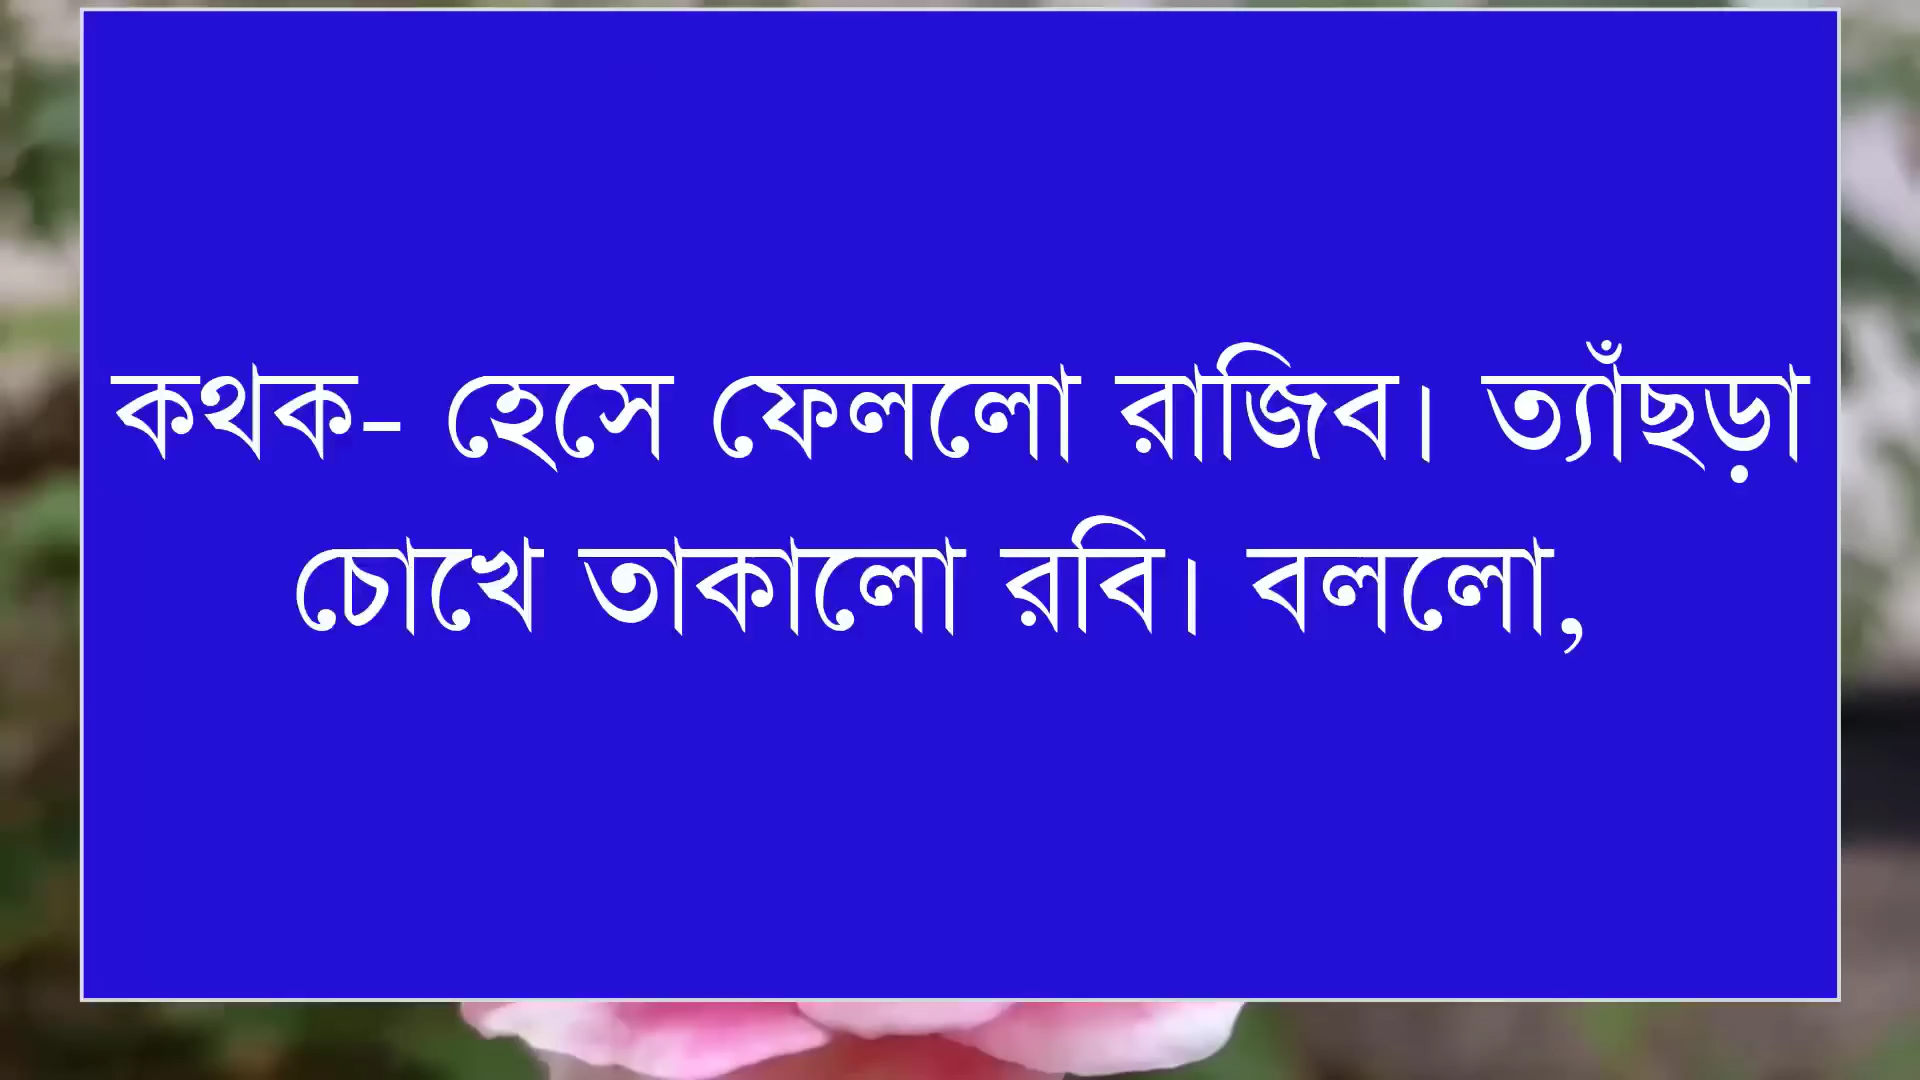 কথক- হেসে ফেললো রাজিব। ত্যাঁছড়া
চোখে তাকালো রবি। বললো,